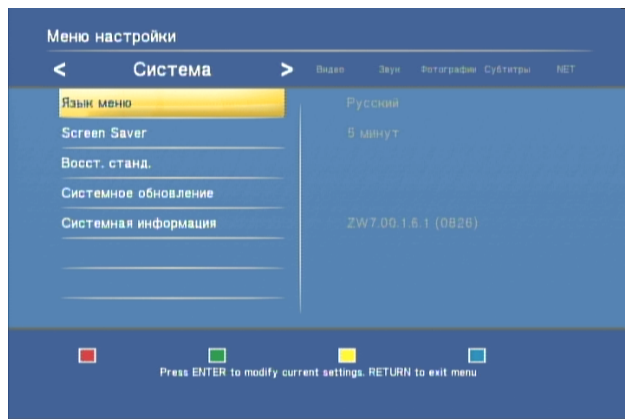 Меню настройки
< Система > Видео Звук Фотографии Субтитры NET
Язык меню Русский
Screen Saver 5 минут
Восст. станд.
Системное обновление
Системная информация ZW7.00.1.6.1 (0826)
Press ENTER to modify current settings. RETURN to exit menu